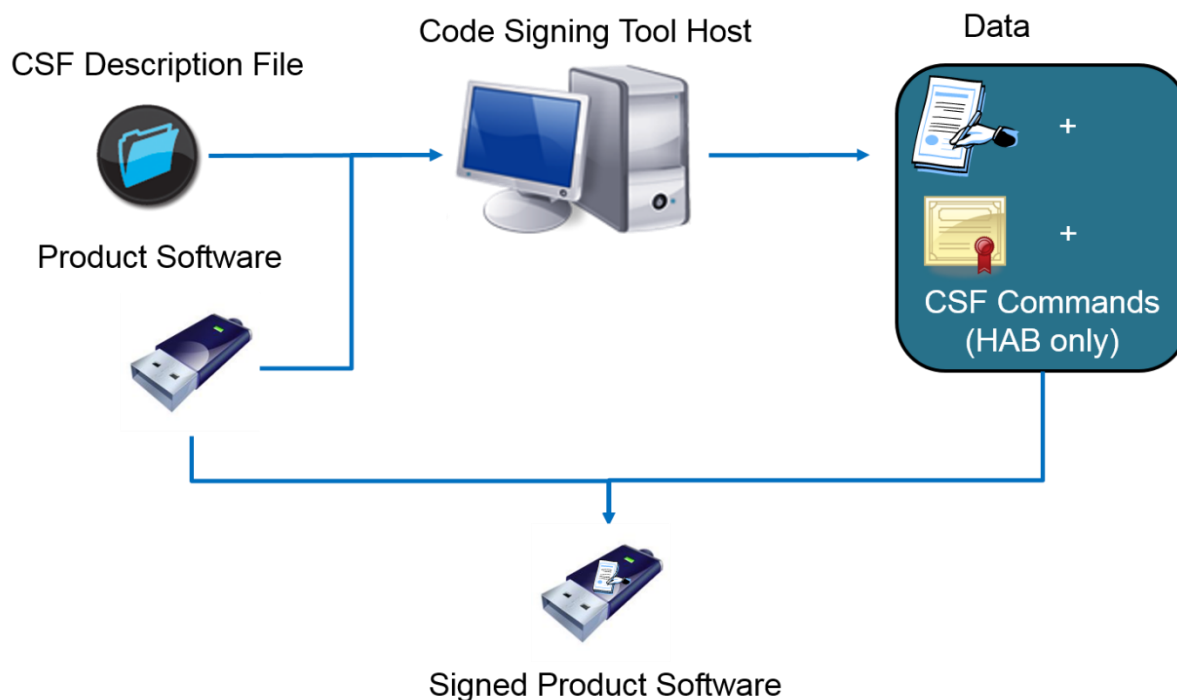 Code Signing Tool Host
Data
CSF Description File
+
Product Software
+
CSF Commands
(HAB only)
Signed Product Software